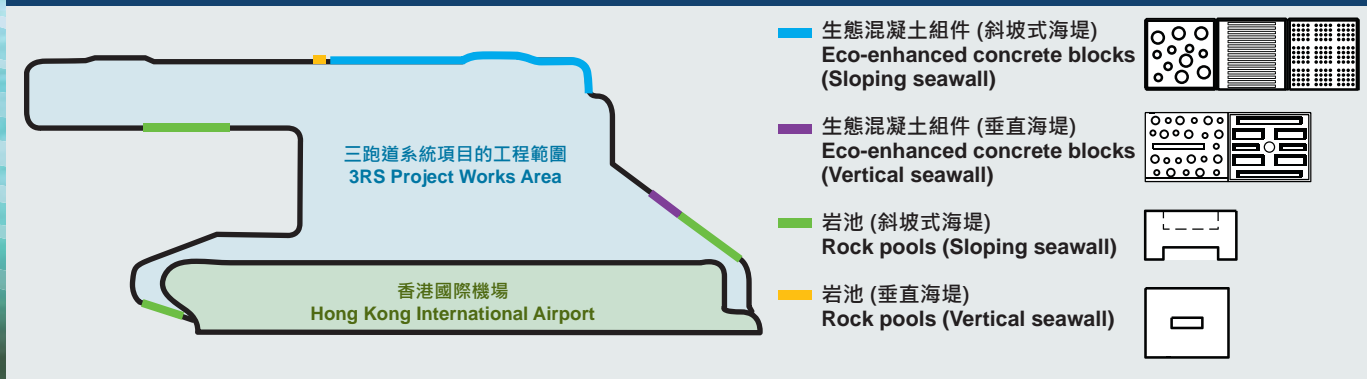 三跑道系統項目的工程範圍
3RS Project Works Area
香港國際機場
Hong Kong International Airport
生態混凝土組件 (斜坡式海堤)
Eco-enhanced concrete blocks
(Sloping seawall)
生態混凝土組件 (垂直海堤)
Eco-enhanced concrete blocks
(Vertical seawall)
岩池 (斜坡式海堤)
Rock pools (Sloping seawall)
岩池 (垂直海堤)
Rock pools (Vertical seawall)